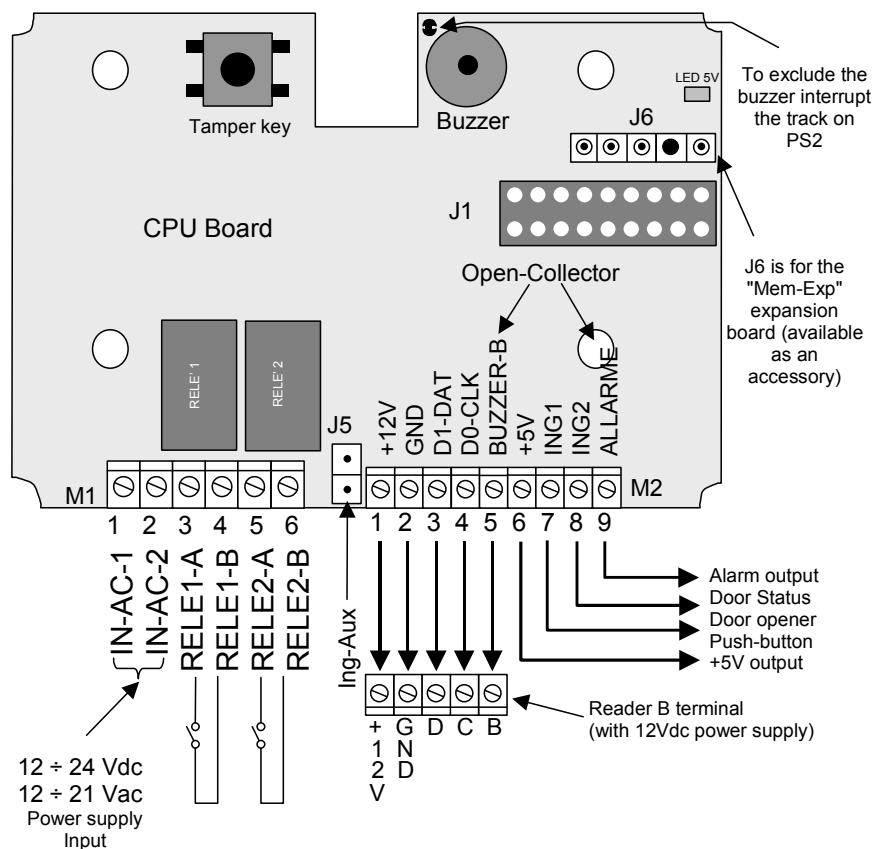 LED 5V
To exclude the
buzzer interrupt
the track on
PS2
Tamper key
Buzzer
J6
J1
CPU Board
Open-Collector
J6 is for the
"Mem-Exp"
expansion
board (available
as an
accessory)
RELE' 1
RELE' 2
J5
+12V
GND
D1-DAT
D0-CLK
BUZZER-B
+5V
ING1
ING2
ALLARME
M1
M2
1 2 3 4 5 6
1 2 3 4 5 6 7 8 9
IN-AC-1
IN-AC-2
RELE1-A
RELE1-B
RELE2-A
RELE2-B
Ing-Aux
Alarm output
Door Status
Door opener
Push-button
+5V output
+12V
GND
D
C
B
Reader B terminal
(with 12Vdc power supply)
12 ÷ 24 Vdc
12 ÷ 21 Vac
Power supply
Input